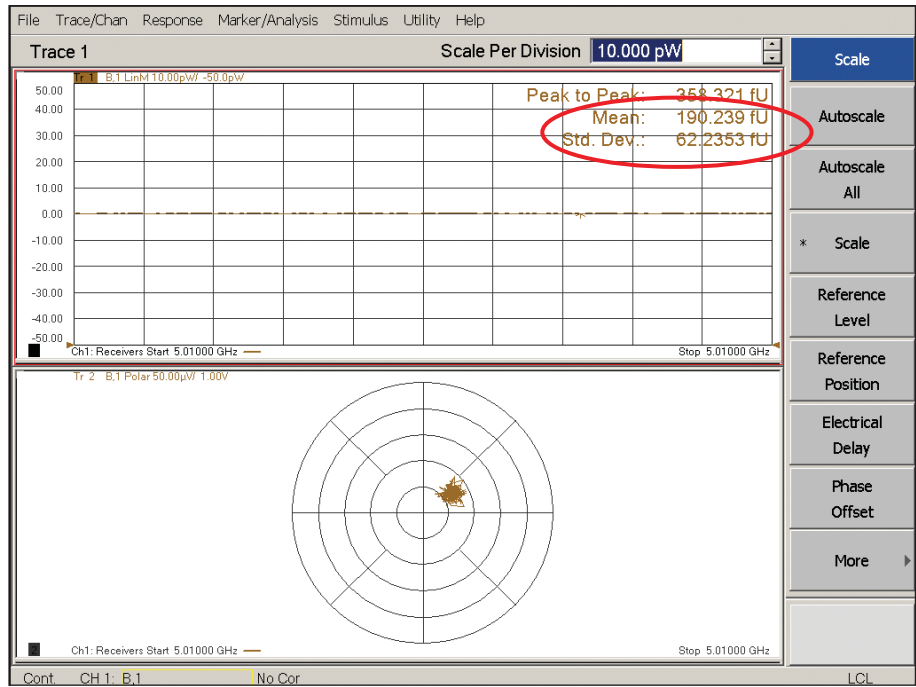 File Trace/Chan Response Marker/Analysis Stimulus Utility Help
Trace 1 Scale Per Division 10.000 pW
Scale
Autoscale
Autoscale
All
* Scale
Reference
Level
Reference
Position
Electrical
Delay
Phase
Offset
More
Tr 1 B,1 LinM 10.00pW/ -50.0pW
50.00
40.00
30.00
20.00
10.00
0.00
-10.00
-20.00
-30.00
-40.00
-50.00
Peak to Peak: 358.321 fU
Mean: 190.239 fU
Std. Dev.: 62.2353 fU
Ch1: Receivers Start 5.01000 GHz Stop 5.01000 GHz
Tr 2 B,1 Polar 50.00µV/ 1.00V
2 Ch1: Receivers Start 5.01000 GHz Stop 5.01000 GHz
Cont. CH 1: B,1 No Cor LCL